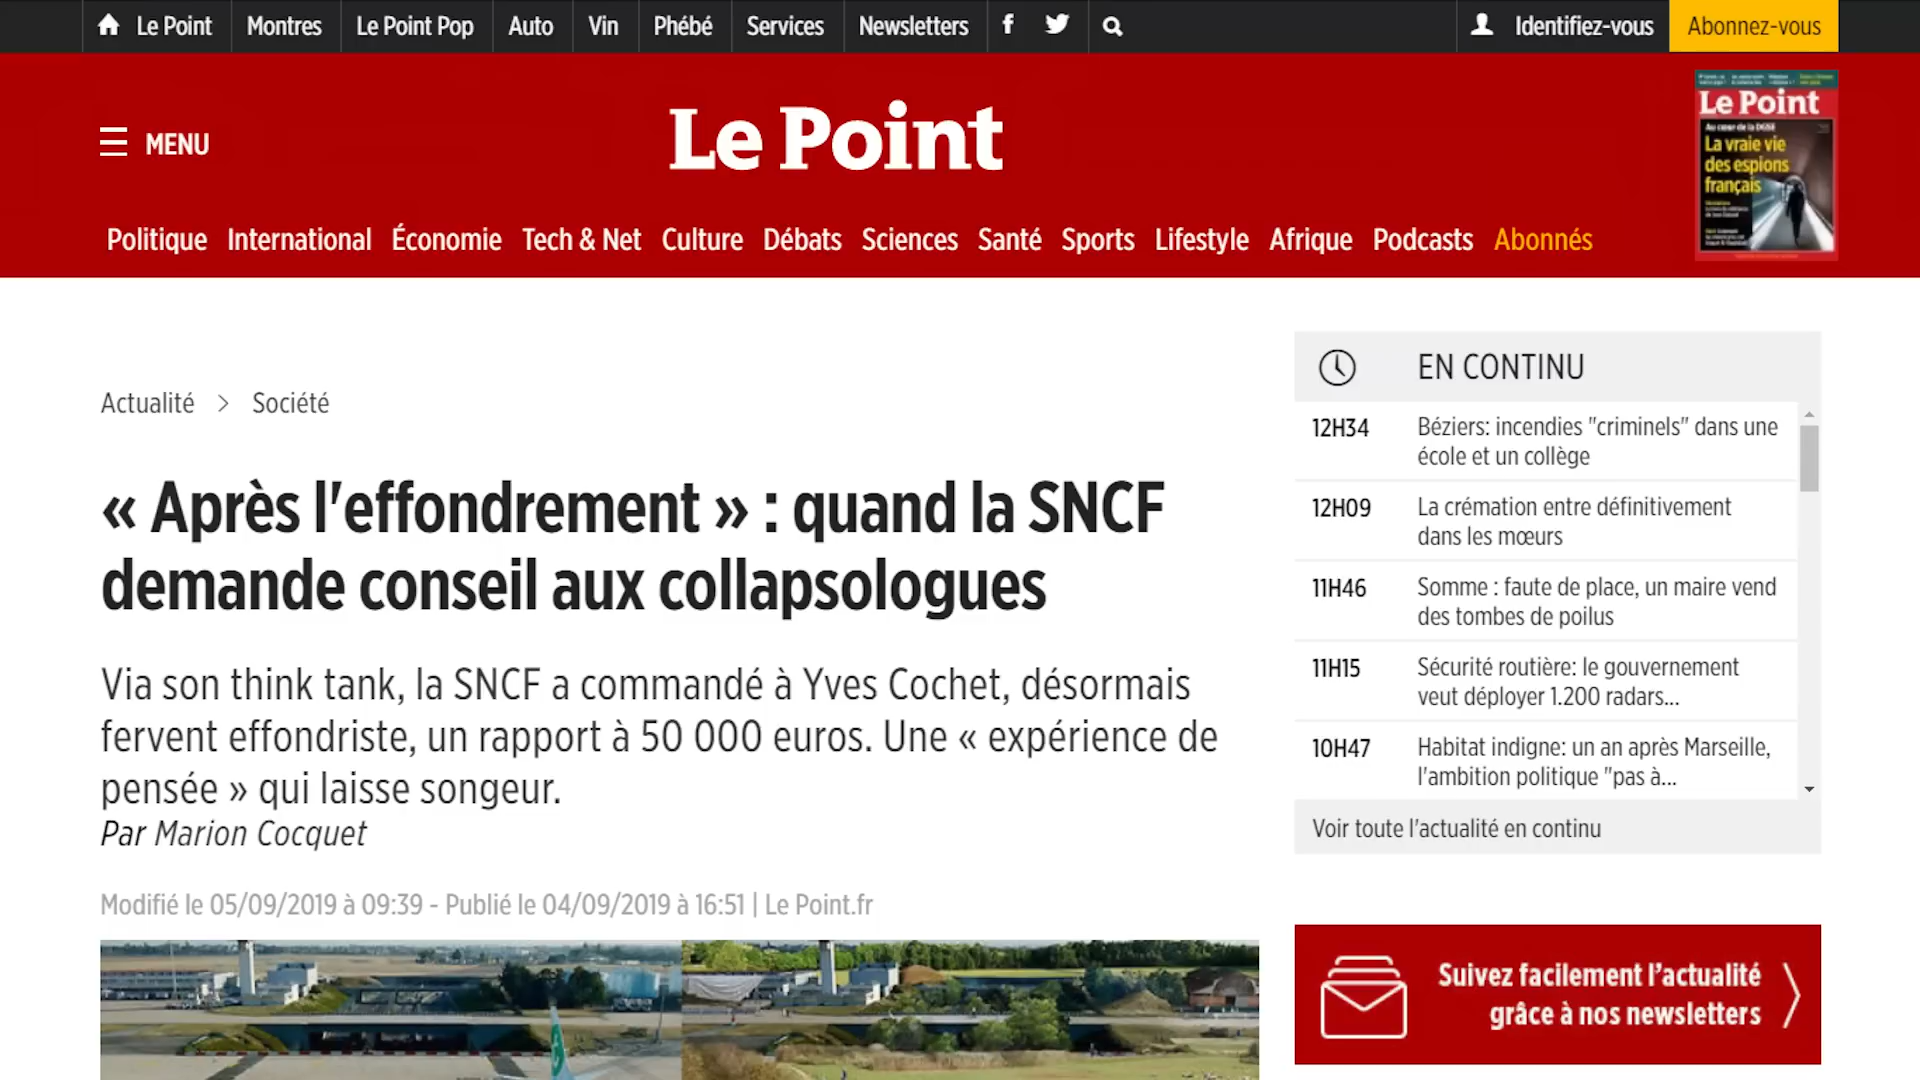 Le Point Montres Le Point Pop Auto Vin Phébé Services Newsletters Identifiez-vous Abonnez-vous
MENU
Le Point
Le Point
Au cœur de la DGSE
La vraie vie
des espions
français
Politique International Économie Tech & Net Culture Débats Sciences Santé Sports Lifestyle Afrique Podcasts Abonnés
Actualité > Société
« Après l'effondrement » : quand la SNCF
demande conseil aux collapsologues
Via son think tank, la SNCF a commandé à Yves Cochet, désormais
fervent effondriste, un rapport à 50 000 euros. Une « expérience de
pensée » qui laisse songeur.
Par Marion Cocquet
Modifié le 05/09/2019 à 09:39 - Publié le 04/09/2019 à 16:51 | Le Point.fr
EN CONTINU
12H34 Béziers: incendies "criminels" dans une
école et un collège
12H09 La crémation entre définitivement
dans les mœurs
11H46 Somme : faute de place, un maire vend
des tombes de poilus
11H15 Sécurité routière: le gouvernement
veut déployer 1.200 radars...
10H47 Habitat indigne: un an après Marseille,
l'ambition politique "pas à...
Voir toute l'actualité en continu
Suivez facilement l'actualité
grâce à nos newsletters